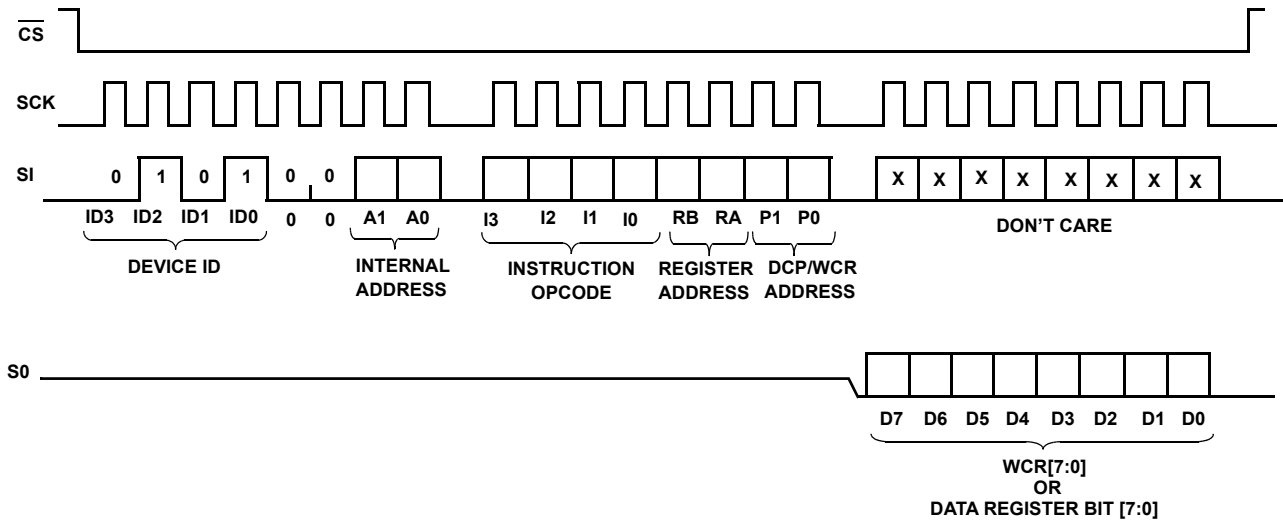 CS
SCK
SI
0 1 0 1 0 0 X X X X X X X X
ID3 ID2 ID1 ID0 0 0 A1 A0 I3 I2 I1 I0 RB RA P1 P0 DON'T CARE
DEVICE ID
INTERNAL
ADDRESS
INSTRUCTION
OPCODE
REGISTER
ADDRESS
DCP/WCR
ADDRESS
S0
D7 D6 D5 D4 D3 D2 D1 D0
WCR[7:0]
OR
DATA REGISTER BIT [7:0]